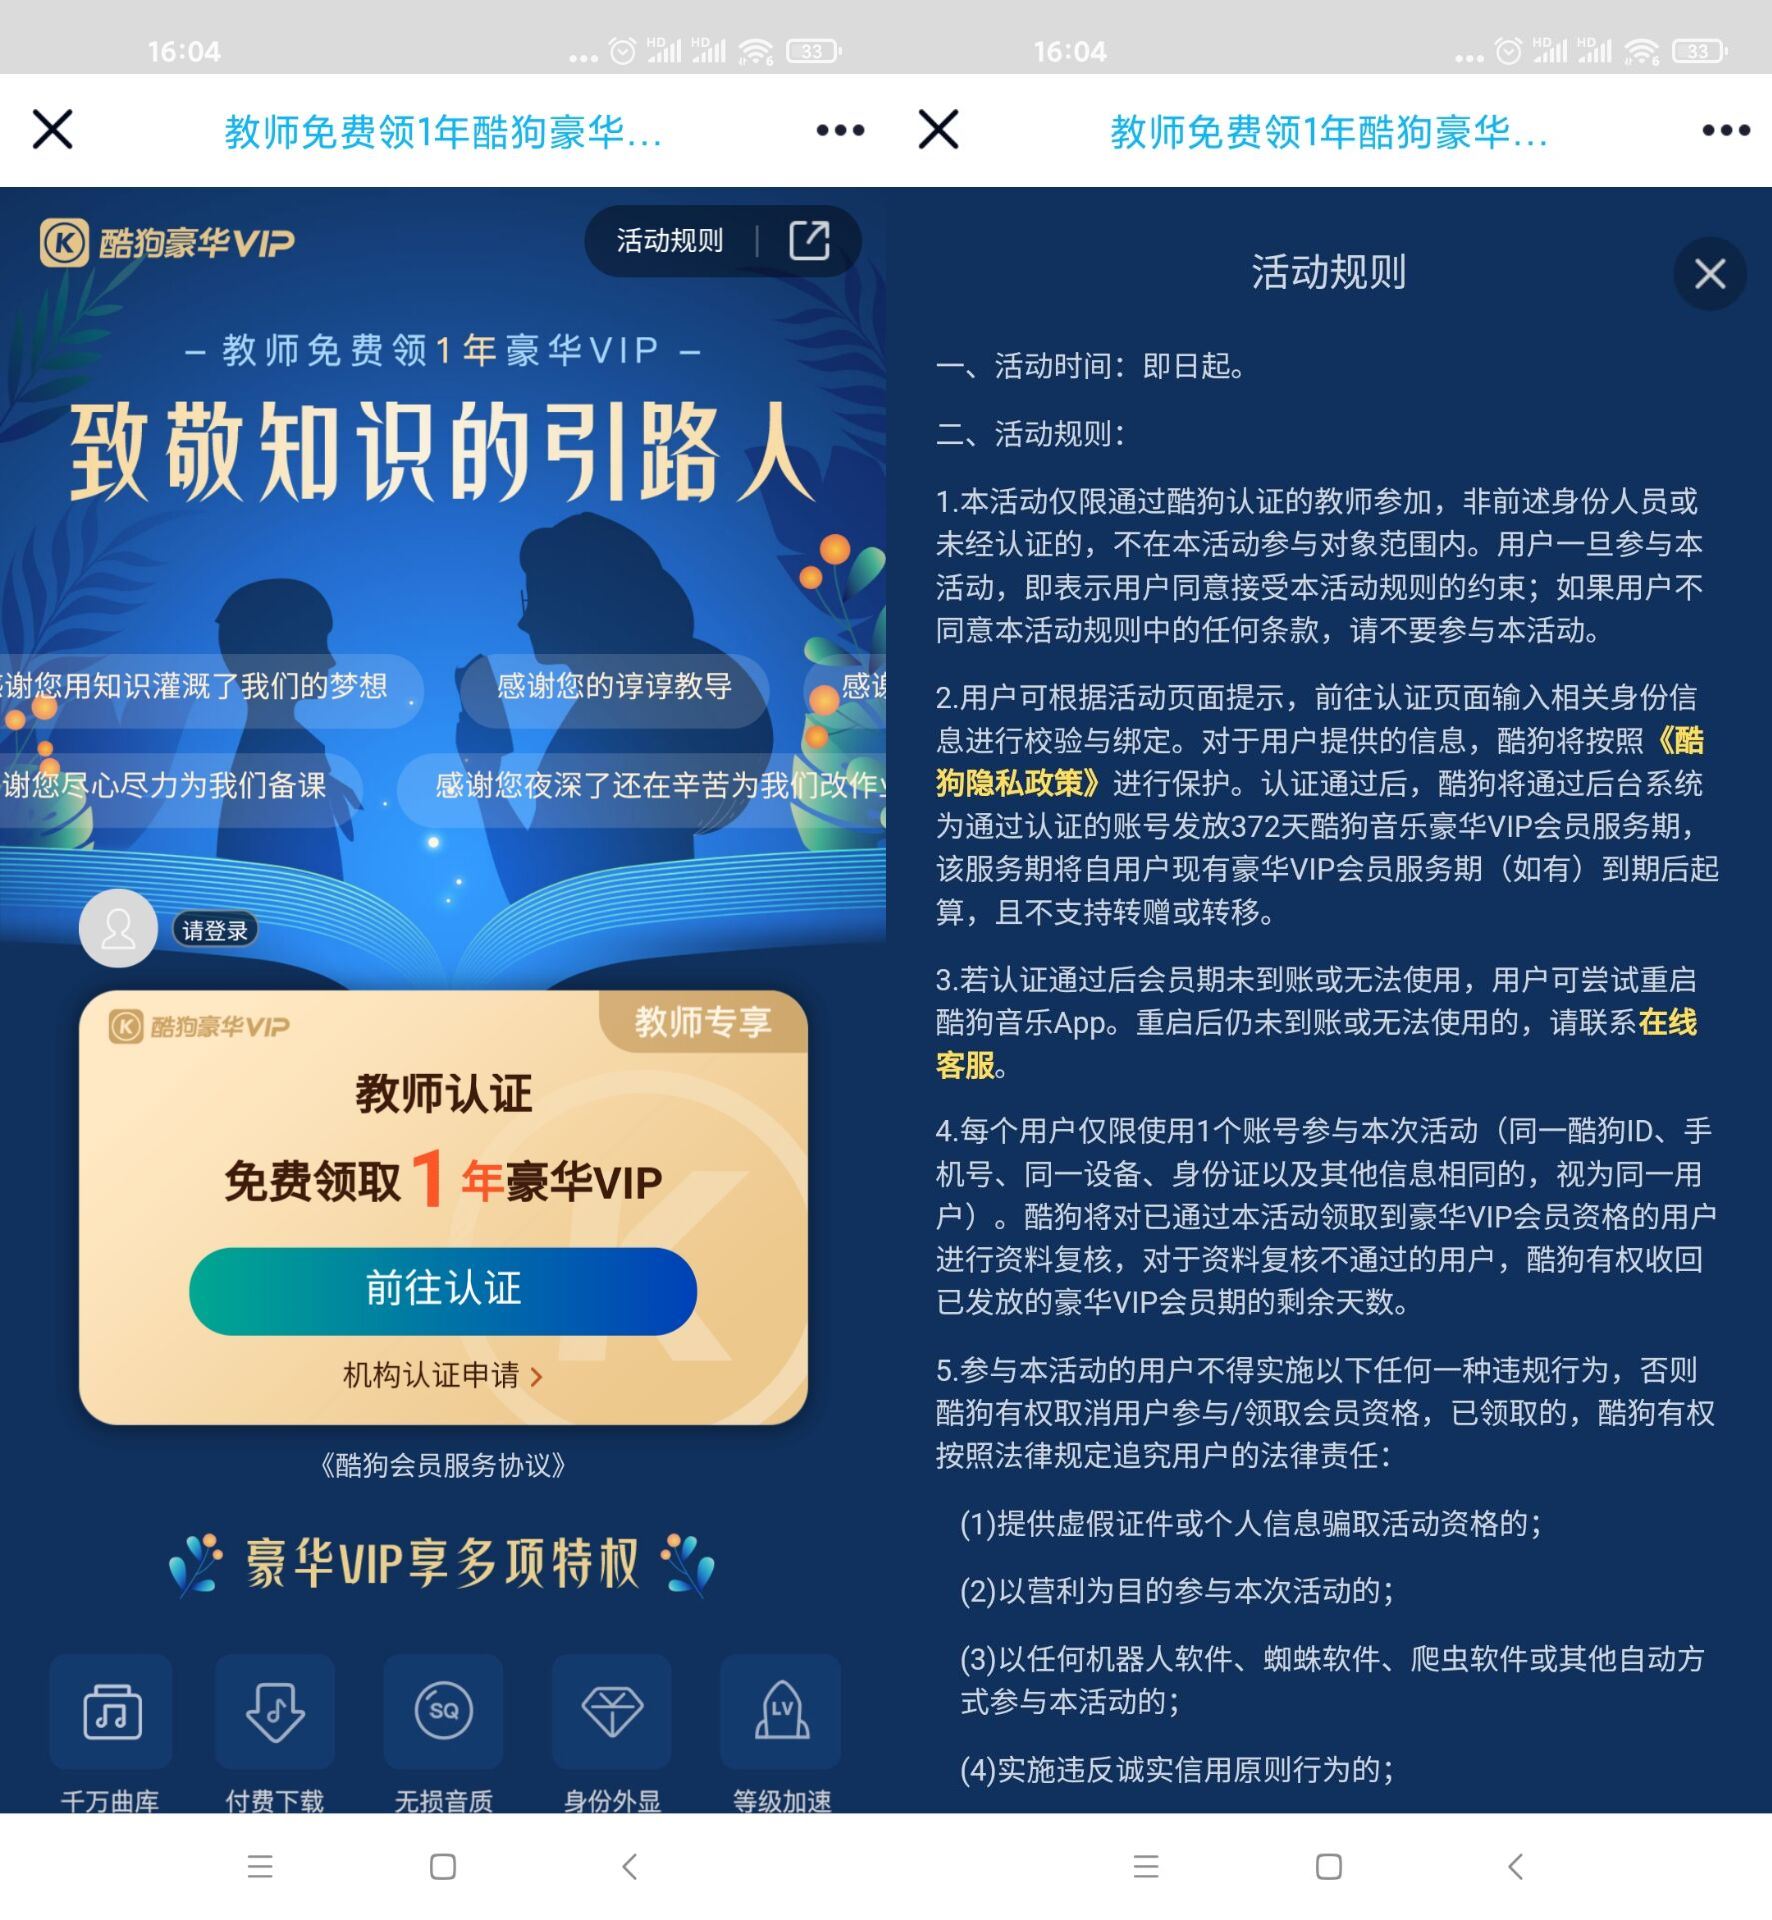 16:04
HD HD 6 33
教师免费领1年酷狗豪华...
酷狗豪华VIP
活动规则
教师免费领1年豪华VIP
致敬知识的引路人
谢您用知识灌溉了我们的梦想
感谢您的谆谆教导
感谢
谢您尽心尽力为我们备课
感谢您夜深了还在辛苦为我们改作业
请登录
酷狗豪华VIP
教师专享
教师认证
免费领取1年豪华VIP
前往认证
机构认证申请 >
《酷狗会员服务协议》
豪华VIP享多项特权
SQ
LV
千万曲库
付费下载
无损音质
身份外显
等级加速
16:04
HD HD 6 33
教师免费领1年酷狗豪华...
活动规则
一、活动时间：即日起。
二、活动规则：
1.本活动仅限通过酷狗认证的教师参加，非前述身份人员或
未经认证的，不在本活动参与对象范围内。用户一旦参与本
活动，即表示用户同意接受本活动规则的约束；如果用户不
同意本活动规则中的任何条款，请不要参与本活动。
2.用户可根据活动页面提示，前往认证页面输入相关身份信
息进行校验与绑定。对于用户提供的信息，酷狗将按照《酷
狗隐私政策》进行保护。认证通过后，酷狗将通过后台系统
为通过认证的账号发放372天酷狗音乐豪华VIP会员服务期，
该服务期将自用户现有豪华VIP会员服务期（如有）到期后起
算，且不支持转赠或转移。
3.若认证通过后会员期未到账或无法使用，用户可尝试重启
酷狗音乐App。重启后仍未到账或无法使用的，请联系在线
客服。
4.每个用户仅限使用1个账号参与本次活动（同一酷狗ID、手
机号、同一设备、身份证以及其他信息相同的，视为同一用
户）。酷狗将对已通过本活动领取到豪华VIP会员资格的用户
进行资料复核，对于资料复核不通过的用户，酷狗有权收回
已发放的豪华VIP会员期的剩余天数。
5.参与本活动的用户不得实施以下任何一种违规行为，否则
酷狗有权取消用户参与/领取会员资格，已领取的，酷狗有权
按照法律规定追究用户的法律责任：
(1)提供虚假证件或个人信息骗取活动资格的；
(2)以营利为目的参与本次活动的；
(3)以任何机器人软件、蜘蛛软件、爬虫软件或其他自动方
式参与本活动的；
(4)实施违反诚实信用原则行为的；